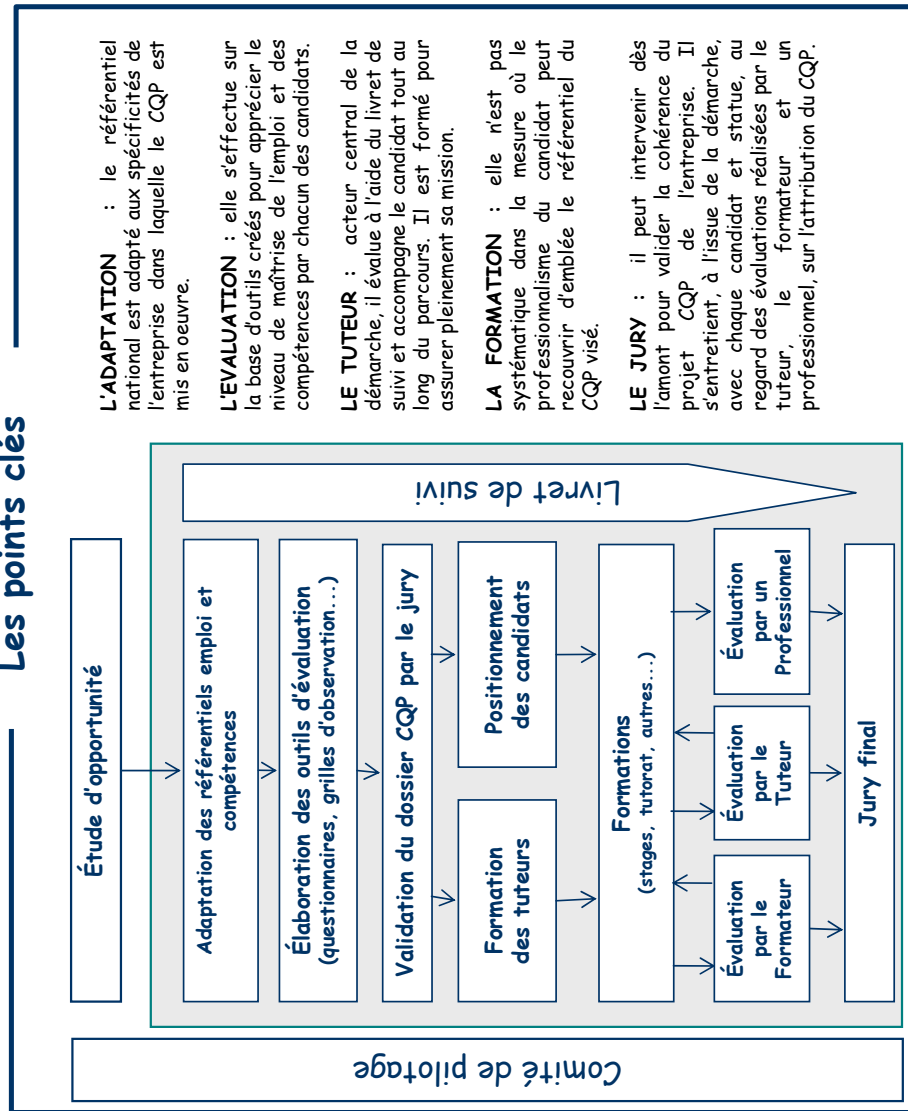 Les points clés
Comité de pilotage
Étude d'opportunité
Adaptation des référentiels emploi et
compétences
Élaboration des outils d'évaluation
(questionnaires, grilles d'observation...)
Validation du dossier CQP par le jury
Formation
des tuteurs
Positionnement
des candidats
Formations
(stages, tutorat, autres...)
Évaluation
par le
Formateur
Évaluation
par le
Tuteur
Évaluation
par un
Professionnel
Jury final
Livret de suivi
L'ADAPTATION : le référentiel
national est adapté aux spécificités de
l'entreprise dans laquelle le CQP est
mis en oeuvre.
L'EVALUATION : elle s'effectue sur
la base d'outils créés pour apprécier le
niveau de maîtrise de l'emploi et des
compétences par chacun des candidats.
LE TUTEUR : acteur central de la
démarche, il évalue à l'aide du livret de
suivi et accompagne le candidat tout au
long du parcours. Il est formé pour
assurer pleinement sa mission.
LA FORMATION : elle n'est pas
systématique dans la mesure où le
professionnalisme du candidat peut
recouvrir d'emblée le référentiel du
CQP visé.
LE JURY : il peut intervenir dès
l'amont pour valider la cohérence du
projet CQP de l'entreprise. Il
s'entretient, à l'issue de la démarche,
avec chaque candidat et statue, au
regard des évaluations réalisées par le
tuteur, le formateur et un
professionnel, sur l'attribution du CQP.